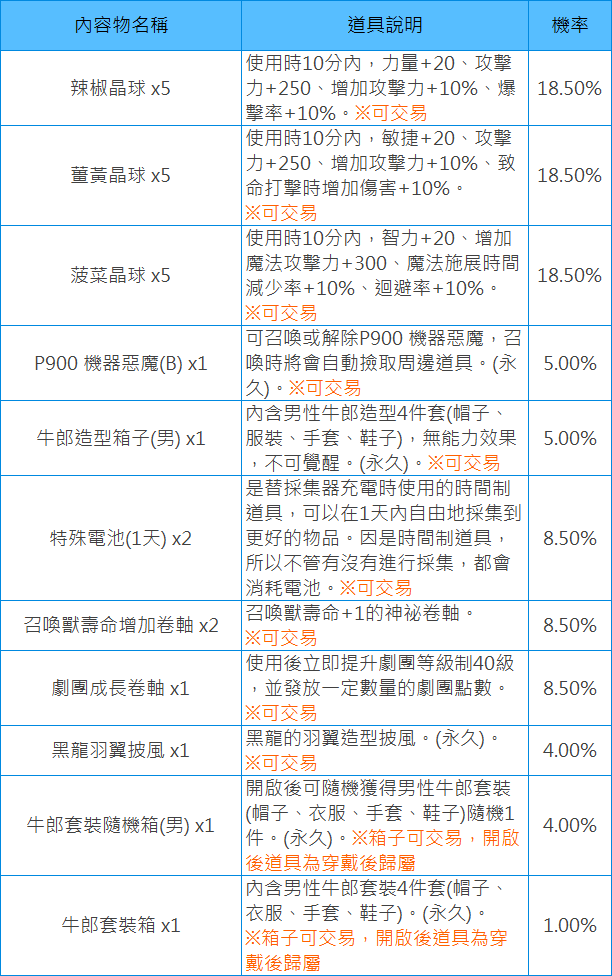 內容物名稱 道具說明 機率
辣椒晶球 x5
使用時10分內，力量+20、攻擊
力+250、增加攻擊力+10%、爆
擊率+10%。※可交易
18.50%
薑黃晶球 x5
使用時10分內，敏捷+20、攻擊
力+250、增加攻擊力+10%、致
命打擊時增加傷害+10%。
※可交易
18.50%
菠菜晶球 x5
使用時10分內，智力+20、增加
魔法攻擊力+300、魔法施展時間
減少率+10%、迴避率+10%。
※可交易
18.50%
P900 機器惡魔(B) x1
可召喚或解除P900 機器惡魔，召
喚時將會自動撿取周邊道具。(永
久)。※可交易
5.00%
牛郎造型箱子(男) x1
內含男性牛郎造型4件套(帽子、
服裝、手套、鞋子)，無能力效果
，不可覺醒。(永久)。※可交易
5.00%
特殊電池(1天) x2
是替採集器充電時使用的時間制
道具，可以在1天內自由地採集到
更好的物品。因是時間制道具，
所以不管有沒有進行採集，都會
消耗電池。※可交易
8.50%
召喚獸壽命增加卷軸 x2
召喚獸壽命+1的神祕卷軸。
※可交易
8.50%
劇團成長卷軸 x1
使用後立即提升劇團等級制40級
，並發放一定數量的劇團點數。
※可交易
8.50%
黑龍羽翼披風 x1
黑龍的羽翼造型披風。(永久)。
※可交易
4.00%
牛郎套裝隨機箱(男) x1
開啟後可隨機獲得男性牛郎套裝
(帽子、衣服、手套、鞋子)隨機1
件。(永久)。※箱子可交易，開啟
後道具為穿戴後歸屬
4.00%
牛郎套裝箱 x1
內含男性牛郎套裝4件套(帽子、
衣服、手套、鞋子)。(永久)。
※箱子可交易，開啟後道具為穿
戴後歸屬
1.00%